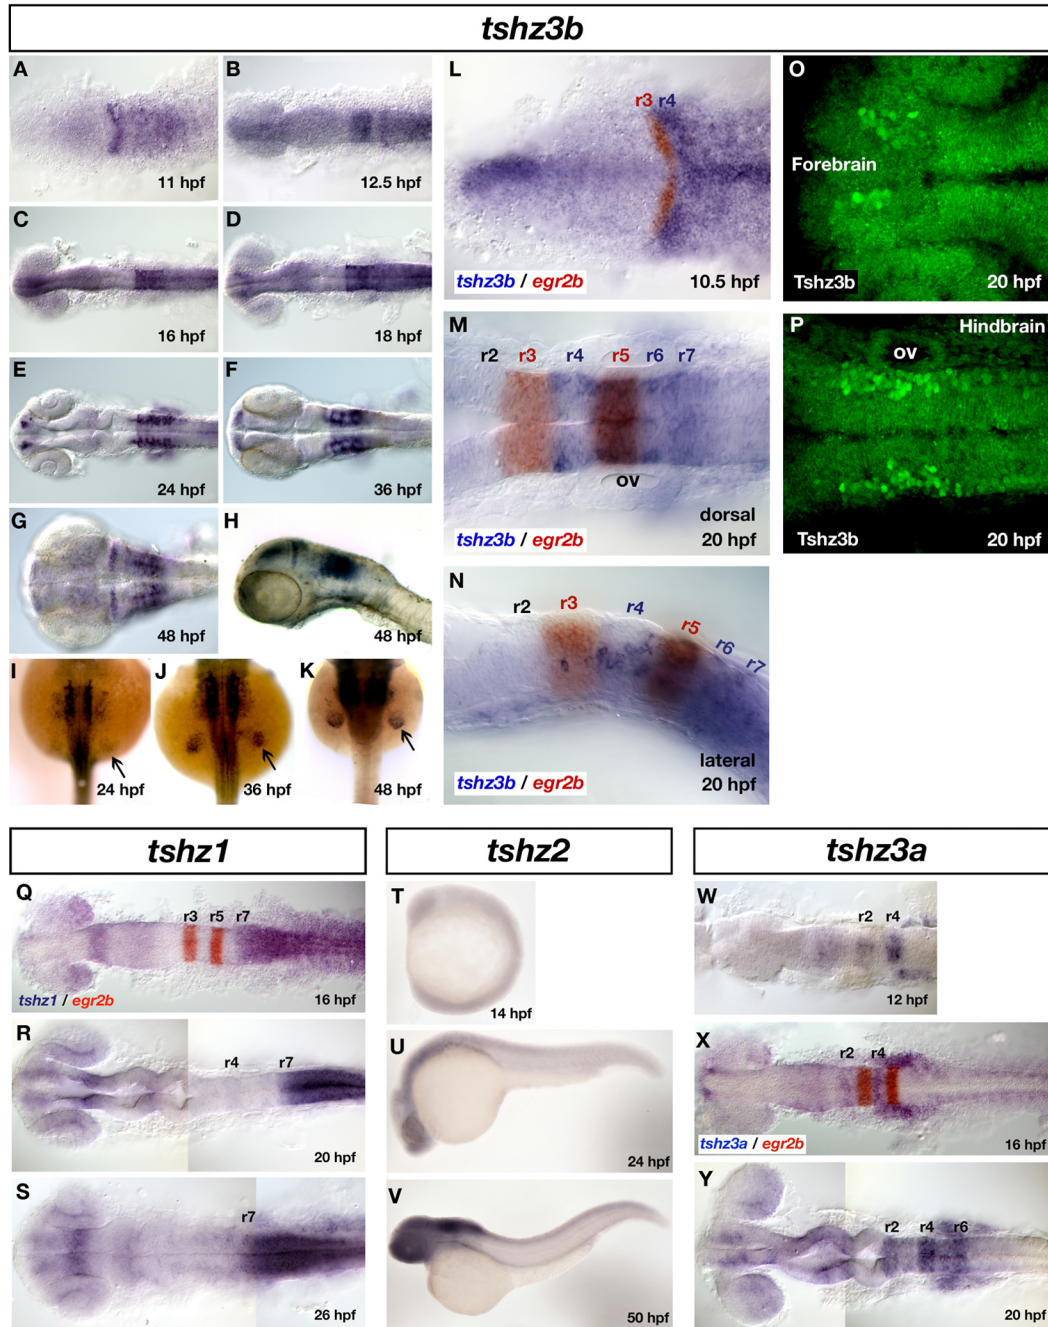 tshz3b
A
11 hpf
B
12.5 hpf
C
16 hpf
D
18 hpf
E
24 hpf
F
36 hpf
G
48 hpf
H
48 hpf
I
24 hpf
J
36 hpf
K
48 hpf
L
r3 r4
tshz3b / egr2b
10.5 hpf
M
r2 r3 r4 r5 r6 r7
ov
dorsal
tshz3b / egr2b
20 hpf
N
r2 r3 r4 r5 r6 r7
lateral
tshz3b / egr2b
20 hpf
O
Forebrain
Tshz3b
20 hpf
P
Hindbrain
ov
Tshz3b
20 hpf
tshz1
Q
r3 r5 r7
tshz1 / egr2b
16 hpf
R
r4 r7
20 hpf
S
r7
26 hpf
tshz2
T
14 hpf
U
24 hpf
V
50 hpf
tshz3a
W
r2 r4
12 hpf
X
r2 r4
tshz3a / egr2b
16 hpf
Y
r2 r4 r6
20 hpf